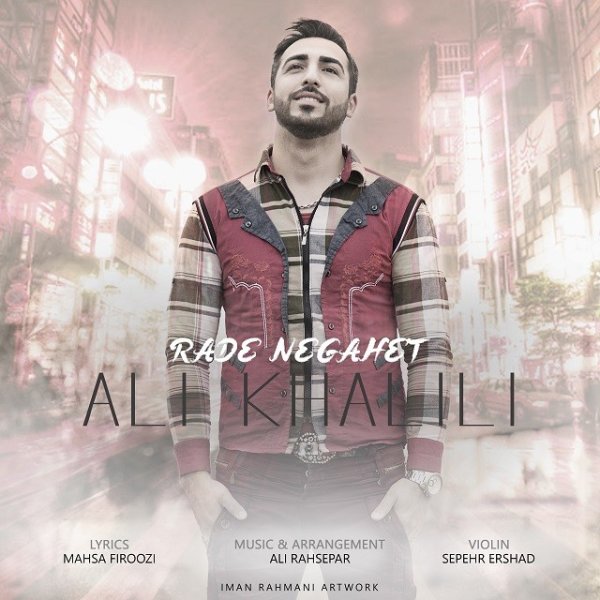 RADE NEGAHET
ALI KHALILI
LYRICS
MAHSA FIROOZI
MUSIC & ARRANGEMENT
ALI RAHSEPAR
VIOLIN
SEPEHR ERSHAD
IMAN RAHMANI ARTWORK